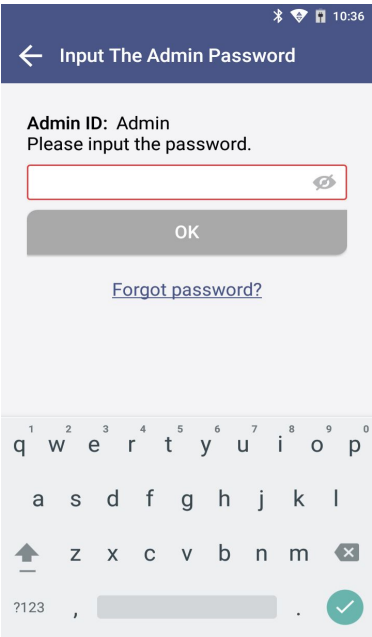 10:36
Input The Admin Password
Admin ID: Admin
Please input the password.
OK
Forgot password?
1 2 3 4 5 6 7 8 9 0
q w e r t y u i o p
a s d f g h j k l
z x c v b n m
?123 , .